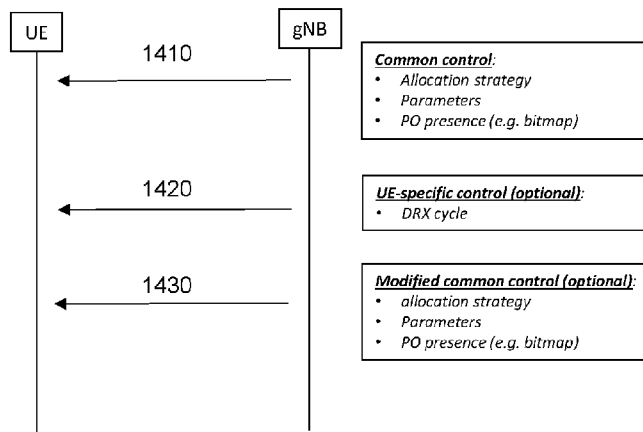 UE
gNB
1410
Common control:
• Allocation strategy
• Parameters
• PO presence (e.g. bitmap)
1420
UE-specific control (optional):
• DRX cycle
1430
Modified common control (optional):
• allocation strategy
• Parameters
• PO presence (e.g. bitmap)